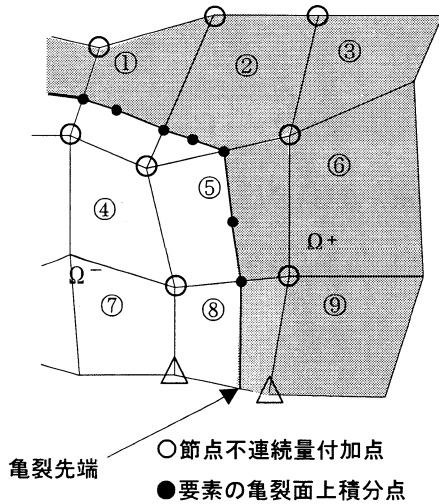 ①
②
③
④
⑤
⑥
Ω+
Ω−
⑦
⑧
⑨
亀裂先端
○節点不連続量付加点
●要素の亀裂面上積分点